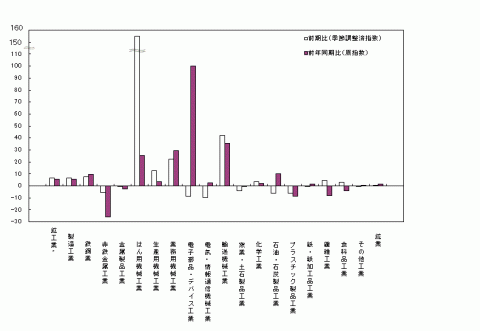 160
150
100
110
100
90
80
70
60
50
40
30
20
10
0
−10
−20
−30
前期比(季節調整済指数)
前年同期比(原指数)
鉱工業・
製造工業
鉄鋼業
非鉄金属工業
金属製品工業
はん用機械工業
生産用機械工業
業務用機械工業
電子部品・デバイス工業
電気・情報通信機械工業
輸送機械工業
窯業・土石製品工業
化学工業
石油・石炭製品工業
プラスチック製品工業
紙・紙加工品工業
繊維工業
食料品工業
その他工業
鉱業